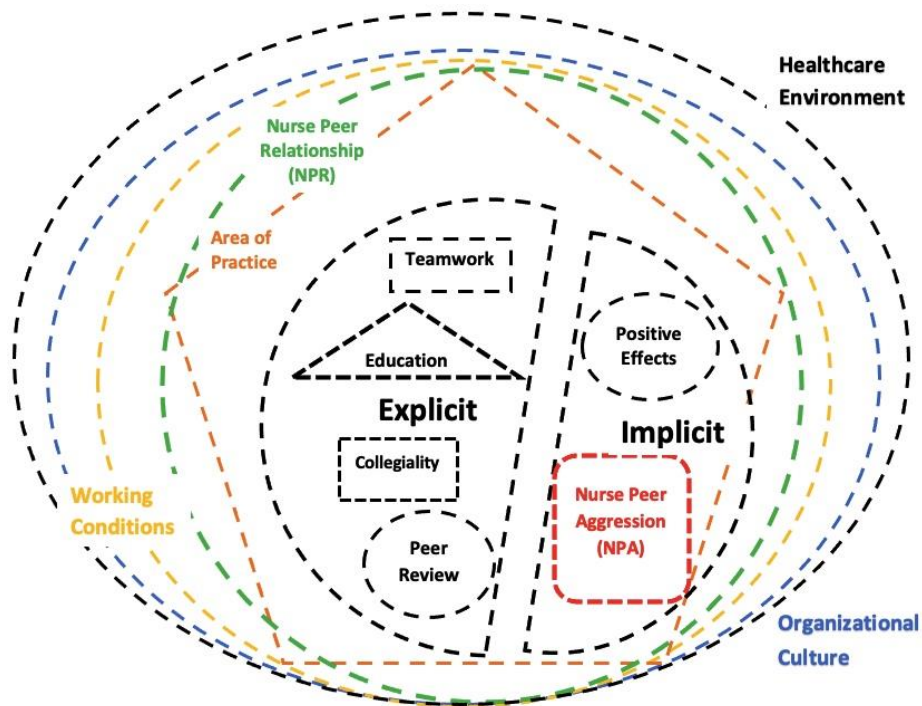 Healthcare
Environment
Nurse Peer
Relationship
(NPR)
Area of
Practice
Teamwork
Positive
Effects
Education
Explicit
Implicit
Collegiality
Working
Conditions
Nurse Peer
Aggression
(NPA)
Peer
Review
Organizational
Culture